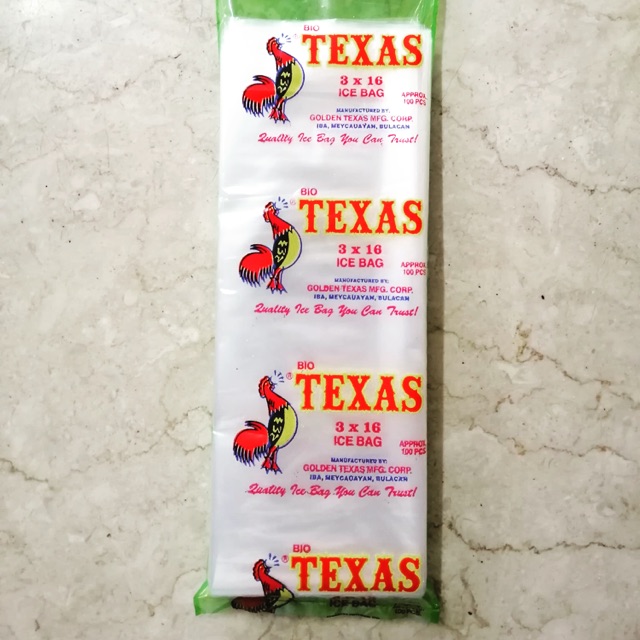 BIO
TEXAS
3 x 16
ICE BAG
APPROX.
100 PCS
MANUFACTURED BY:
GOLDEN TEXAS MFG. CORP.
IBA, MEYCAUAYAN, BULACAN
Quality Ice Bag You Can Trust!
BIO
® TEXAS
3 x 16
ICE BAG
APPROX.
100 PCS
MANUFACTURED BY:
GOLDEN TEXAS MFG. CORP.
IBA, MEYCAUAYAN, BULACAN
Quality Ice Bag You Can Trust!
BIO
® TEXAS
3 x 16
ICE BAG
APPROX.
100 PCS
MANUFACTURED BY:
GOLDEN TEXAS MFG. CORP.
IBA, MEYCAUAYAN, BULACAN
Quality Ice Bag You Can Trust!
BIO
® TEXAS
ICE BAG